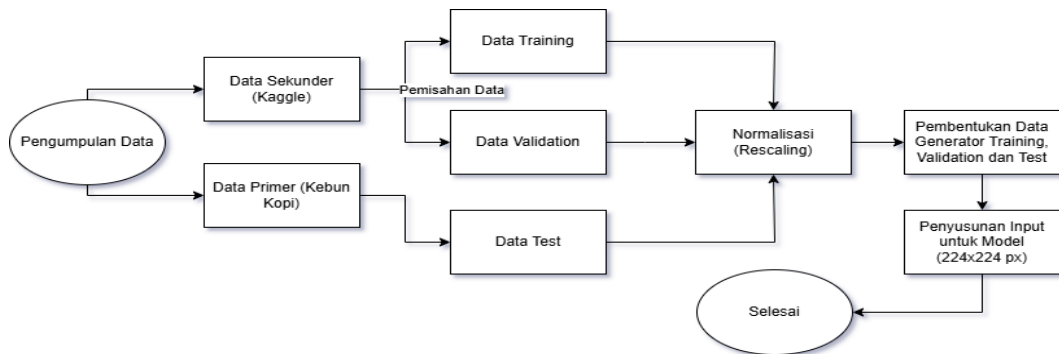 Pengumpulan Data
Data Sekunder
(Kaggle)
Data Primer (Kebun
Kopi)
Pemisahan Data
Data Training
Data Validation
Data Test
Normalisasi
(Rescaling)
Pembentukan Data
Generator Training,
Validation dan Test
Penyusunan Input
untuk Model
(224x224 px)
Selesai